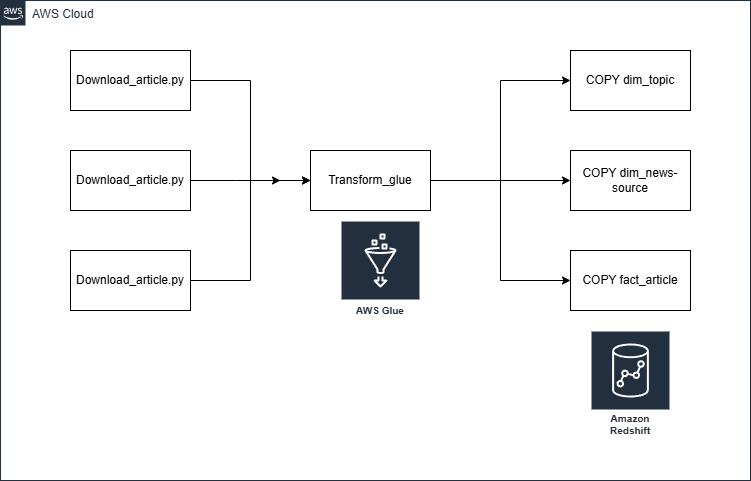 aws
AWS Cloud
Download_article.py
COPY dim_topic
Download_article.py
Transform_glue
COPY dim_news-
source
Download_article.py
COPY fact_article
AWS Glue
Amazon
Redshift